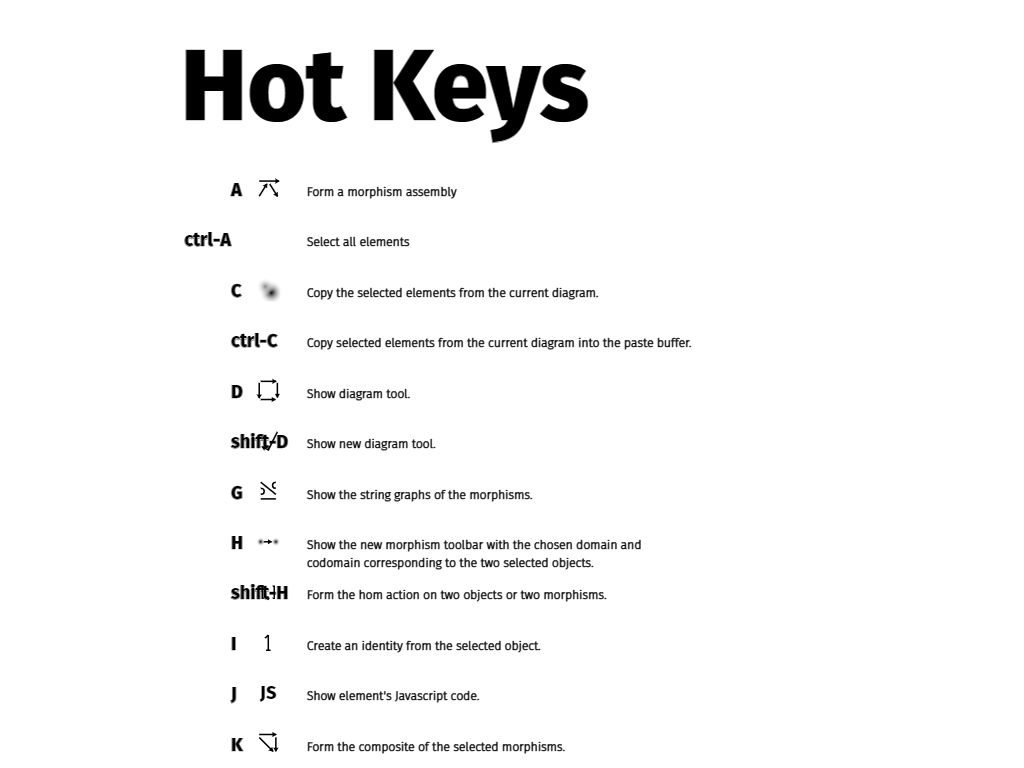 Hot Keys
A Form a morphism assembly
ctrl-A Select all elements
C Copy the selected elements from the current diagram.
ctrl-C Copy selected elements from the current diagram into the paste buffer.
D Show diagram tool.
shift-D Show new diagram tool.
G Show the string graphs of the morphisms.
H Show the new morphism toolbar with the chosen domain and
codomain corresponding to the two selected objects.
shift-H Form the hom action on two objects or two morphisms.
I 1 Create an identity from the selected object.
J JS Show element's Javascript code.
K Form the composite of the selected morphisms.